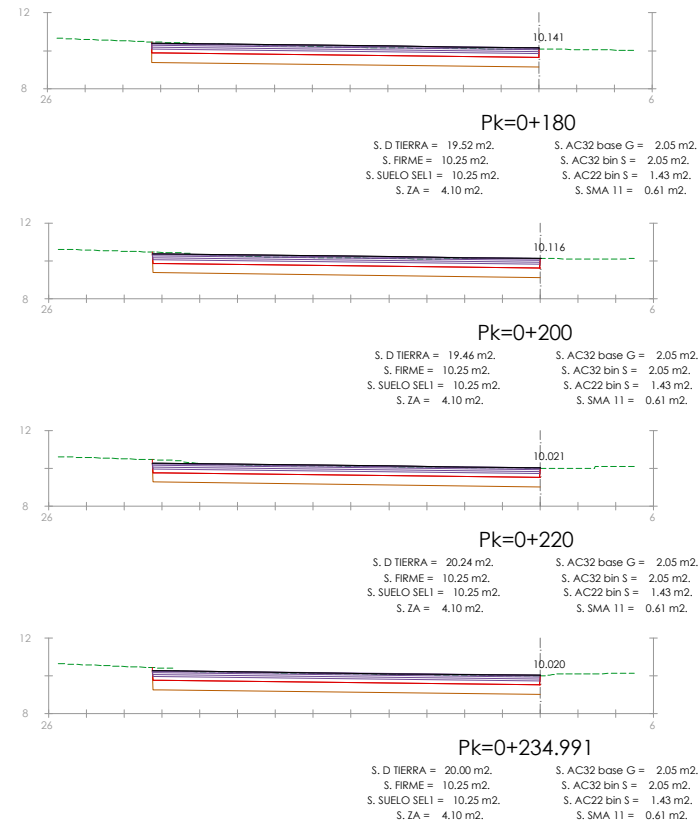 12
10.141
8
26
6
Pk=0+180
S. D TIERRA = 19.52 m2. S. AC32 base G = 2.05 m2.
S. FIRME = 10.25 m2. S. AC32 bin S = 2.05 m2.
S. SUELO SEL1 = 10.25 m2. S. AC22 bin S = 1.43 m2.
S. ZA = 4.10 m2. S. SMA 11 = 0.61 m2.
12
10.116
8
26
6
Pk=0+200
S. D TIERRA = 19.46 m2. S. AC32 base G = 2.05 m2.
S. FIRME = 10.25 m2. S. AC32 bin S = 2.05 m2.
S. SUELO SEL1 = 10.25 m2. S. AC22 bin S = 1.43 m2.
S. ZA = 4.10 m2. S. SMA 11 = 0.61 m2.
12
10.021
8
26
6
Pk=0+220
S. D TIERRA = 20.24 m2. S. AC32 base G = 2.05 m2.
S. FIRME = 10.25 m2. S. AC32 bin S = 2.05 m2.
S. SUELO SEL1 = 10.25 m2. S. AC22 bin S = 1.43 m2.
S. ZA = 4.10 m2. S. SMA 11 = 0.61 m2.
12
10.020
8
26
6
Pk=0+234.991
S. D TIERRA = 20.00 m2. S. AC32 base G = 2.05 m2.
S. FIRME = 10.25 m2. S. AC32 bin S = 2.05 m2.
S. SUELO SEL1 = 10.25 m2. S. AC22 bin S = 1.43 m2.
S. ZA = 4.10 m2. S. SMA 11 = 0.61 m2.